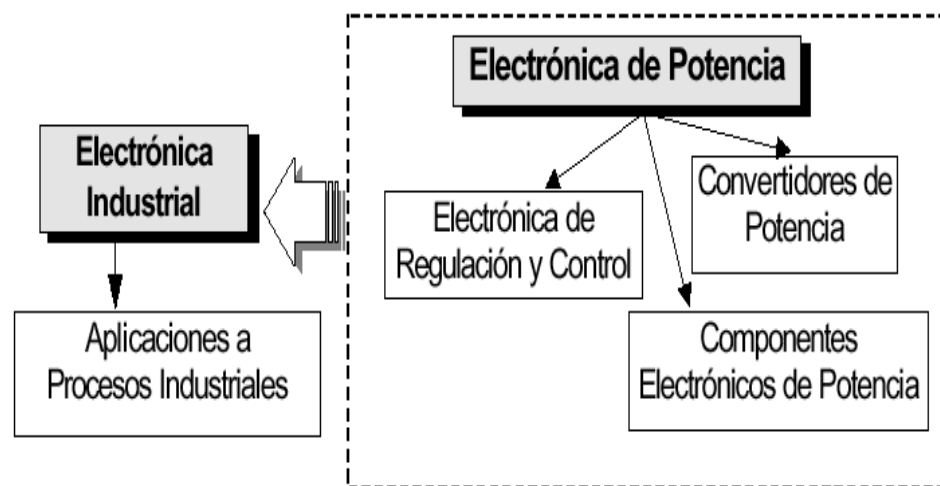 Electrónica de Potencia
Electrónica
Industrial
Convertidores de
Potencia
Electrónica de
Regulación y Control
Aplicaciones a
Procesos Industriales
Componentes
Electrónicos de Potencia